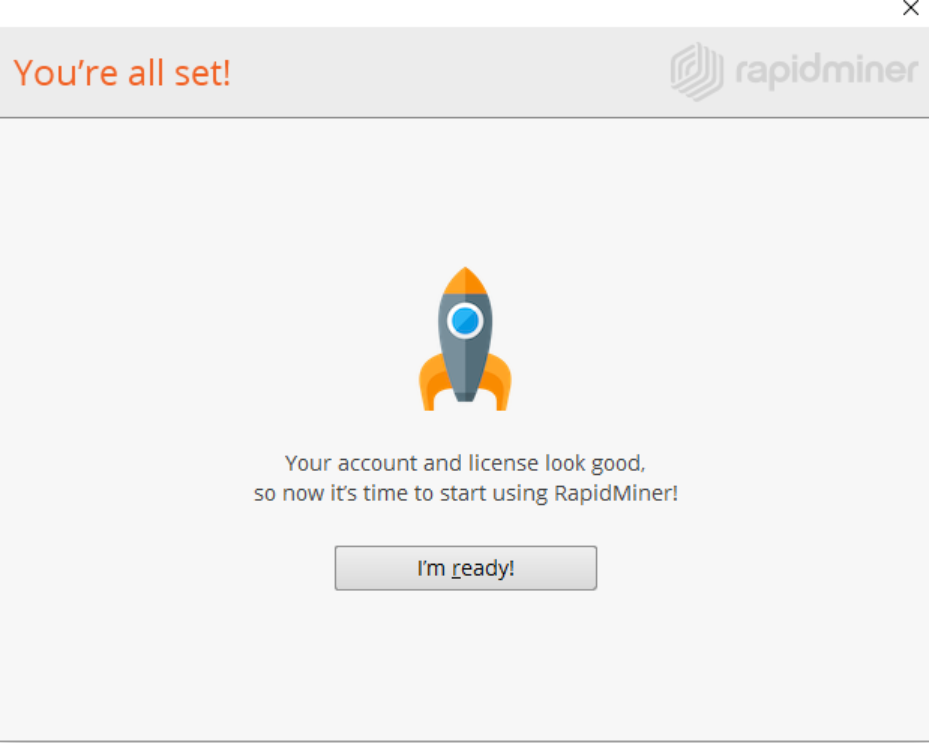 You’re all set!
rapidminer
Your account and license look good,
so now it’s time to start using RapidMiner!
I’m ready!